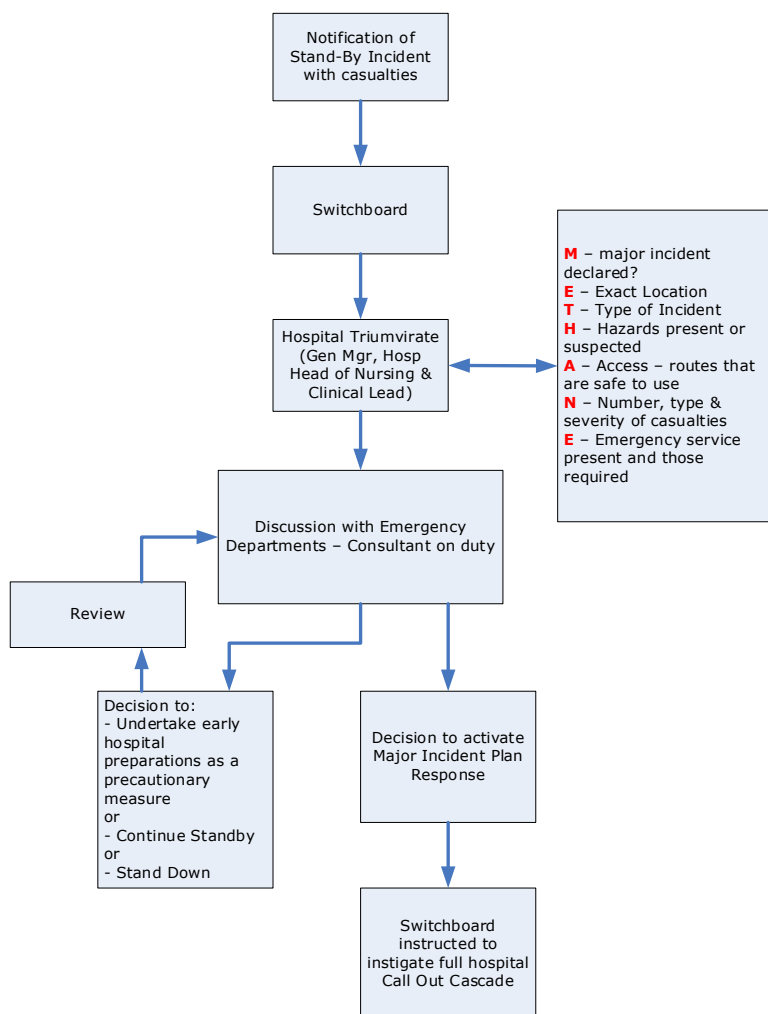 Notification of
Stand-By Incident
with casualties
Switchboard
Hospital Triumvirate
(Gen Mgr, Hosp
Head of Nursing &
Clinical Lead)
M – major incident
declared?
E – Exact Location
T – Type of Incident
H – Hazards present or
suspected
A – Access – routes that
are safe to use
N – Number, type &
severity of casualties
E – Emergency service
present and those
required
Discussion with Emergency
Departments – Consultant on duty
Review
Decision to:
- Undertake early
hospital
preparations as a
precautionary
measure
or
- Continue Standby
or
- Stand Down
Decision to activate
Major Incident Plan
Response
Switchboard
instructed to
instigate full hospital
Call Out Cascade